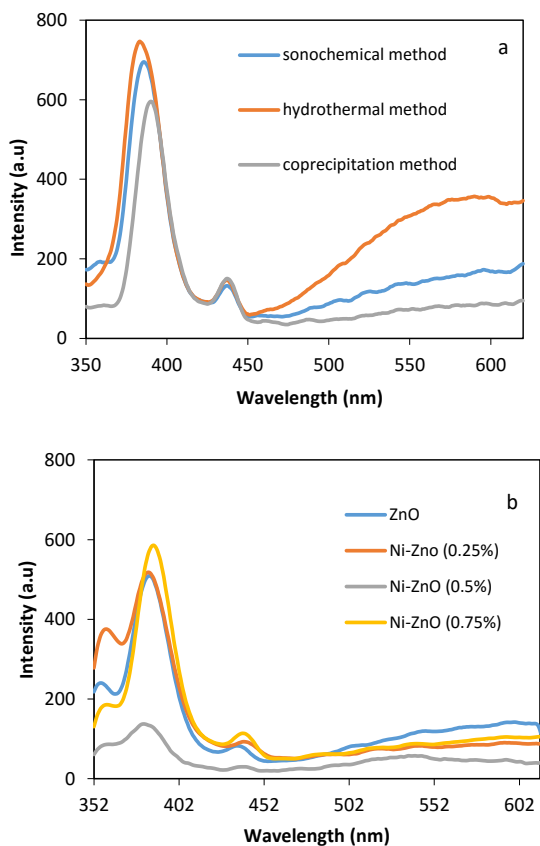 a
800
600
400
200
0
Intensity (a.u)
sonochemical method
hydrothermal method
coprecipitation method
350 400 450 500 550 600
Wavelength (nm)
b
800
600
400
200
0
Intensity (a.u)
ZnO
Ni-Zno (0.25%)
Ni-ZnO (0.5%)
Ni-ZnO (0.75%)
352 402 452 502 552 602
Wavelength (nm)